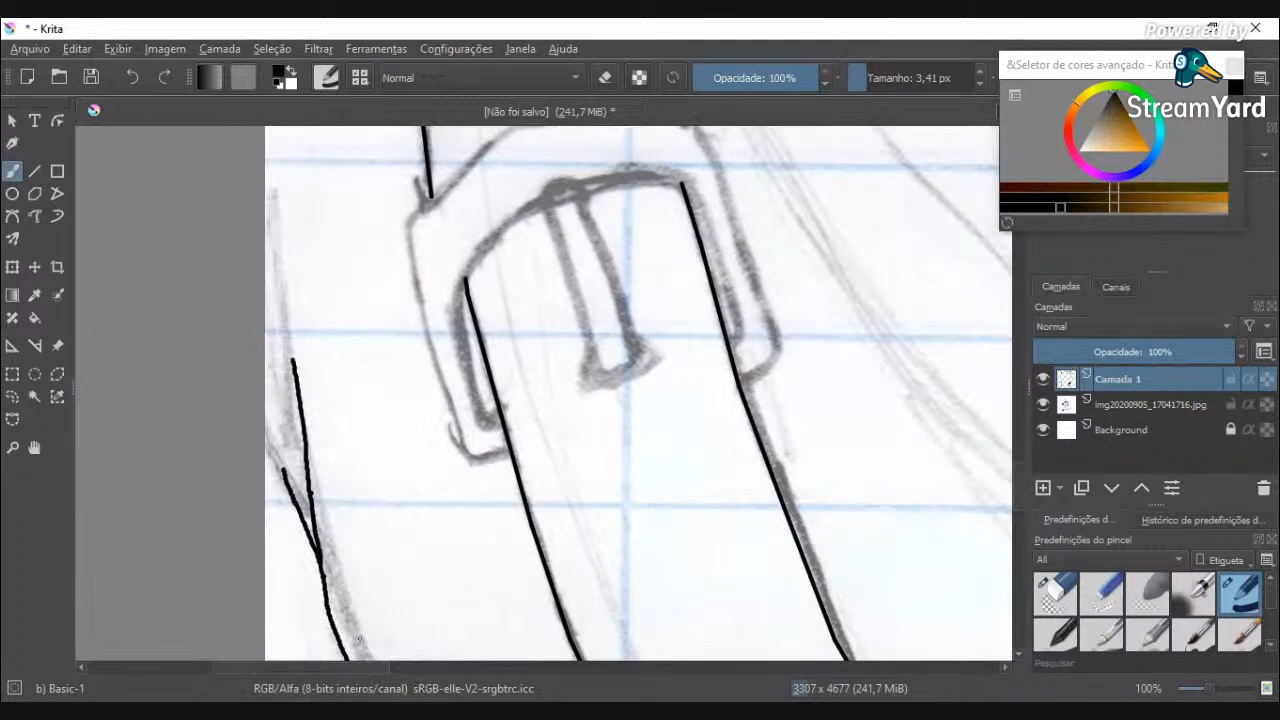 * - Krita
Powered by
Arquivo Editar Exibir Imagem Camada Seleção Filtrar Ferramentas Configurações Janela Ajuda
&Seletor de cores avançado - Krita
StreamYard
Normal
Opacidade: 100%
Tamanho: 3,41 px
[Não foi salvo] (241,7 MiB) *
Camadas Canais
Camadas
Normal
Opacidade: 100%
Camada 1
img20200905_17041716.jpg
Background
Predefinições d... Histórico de predefinições d...
Predefinições do pincel
All
Etiqueta
Pesquisar
b) Basic-1
RGB/Alfa (8-bits inteiros/canal) sRGB-elle-V2-srgbtrc.icc
3307 x 4677 (241,7 MiB)
100%